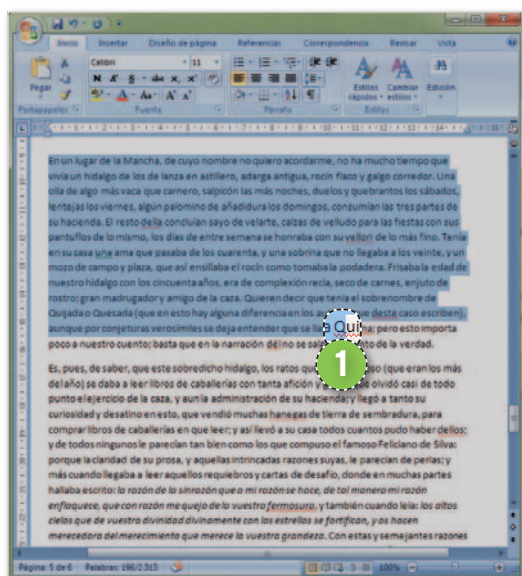 Inicio Insertar Diseño de página Referencias Correspondencia Revisar Vista
Calibri 11
Pegar
N K S abc x, x²
Aa A A
Estilos rápidos Cambiar estilos Edición
Portapapeles Fuente Párrafo Estilos
En un lugar de la Mancha, de cuyo nombre no quiero acordarme, no ha mucho tiempo que
vivía un hidalgo de los de lanza en astillero, adarga antigua, rocín flaco y galgo corredor. Una
olla de algo más vaca que carnero, salpicón las más noches, duelos y quebrantos los sábados,
lentejas los viernes, algún palomino de añadidura los domingos, consumían las tres partes de
su hacienda. El resto della concluían sayo de velarte, calzas de velludo para las fiestas con sus
pantuflos de lo mismo, los días de entre semana se honraba con su vellori de lo más fino. Tenía
en su casa una ama que pasaba de los cuarenta, y una sobrina que no llegaba a los veinte, y un
mozo de campo y plaza, que así ensillaba el rocín como tomaba la podadera. Frisaba la edad de
nuestro hidalgo con los cincuenta años, era de complexión recia, seco de carnes, enjuto de
rostro; gran madrugador y amigo de la caza. Quieren decir que tenía el sobrenombre de
Quijada o Quesada (que en esto hay alguna diferencia en los au que deste caso escriben),
aunque por conjeturas verosímiles se deja entender que se lla a Qui na; pero esto importa
poco a nuestro cuento; basta que en la narración dél no se sal to de la verdad.
1
Es, pues, de saber, que este sobredicho hidalgo, los ratos que so (que eran los más
del año) se daba a leer libros de caballerías con tanta afición y olvidó casi de todo
punto el ejercicio de la caza, y aun la administración de su hacienda; y llegó a tanto su
curiosidad y desatino en esto, que vendió muchas hanegas de tierra de sembradura, para
comprar libros de caballerías en que leer; y así llevó a su casa todos cuantos pudo haber dellos;
y de todos ningunos le parecían tan bien como los que compuso el famoso Feliciano de Silva:
porque la claridad de su prosa, y aquellas intrincadas razones suyas, le parecían de perlas; y
más cuando llegaba a leer aquellos requiebros y cartas de desafío, donde en muchas partes
hallaba escrito: la razón de la sinrazón que a mi razón se hace, de tal manera mi razón
enflaquece, que con razón me quejo de la vuestra fermosura, y también cuando leía: los altos
cielos que de vuestra divinidad divinamente con las estrellas se fortifican, y os hacen
merecedora del merecimiento que merece la vuestra grandeza. Con estas y semejantes razones
Página: 5 de 6 Palabras: 196/2.313 100%